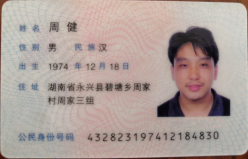 姓名 周健
性别 男 民族 汉
出生 1974 年 12 月 18 日
住址 湖南省永兴县碧塘乡周家
村周家三组
公民身份号码 432823197412184830